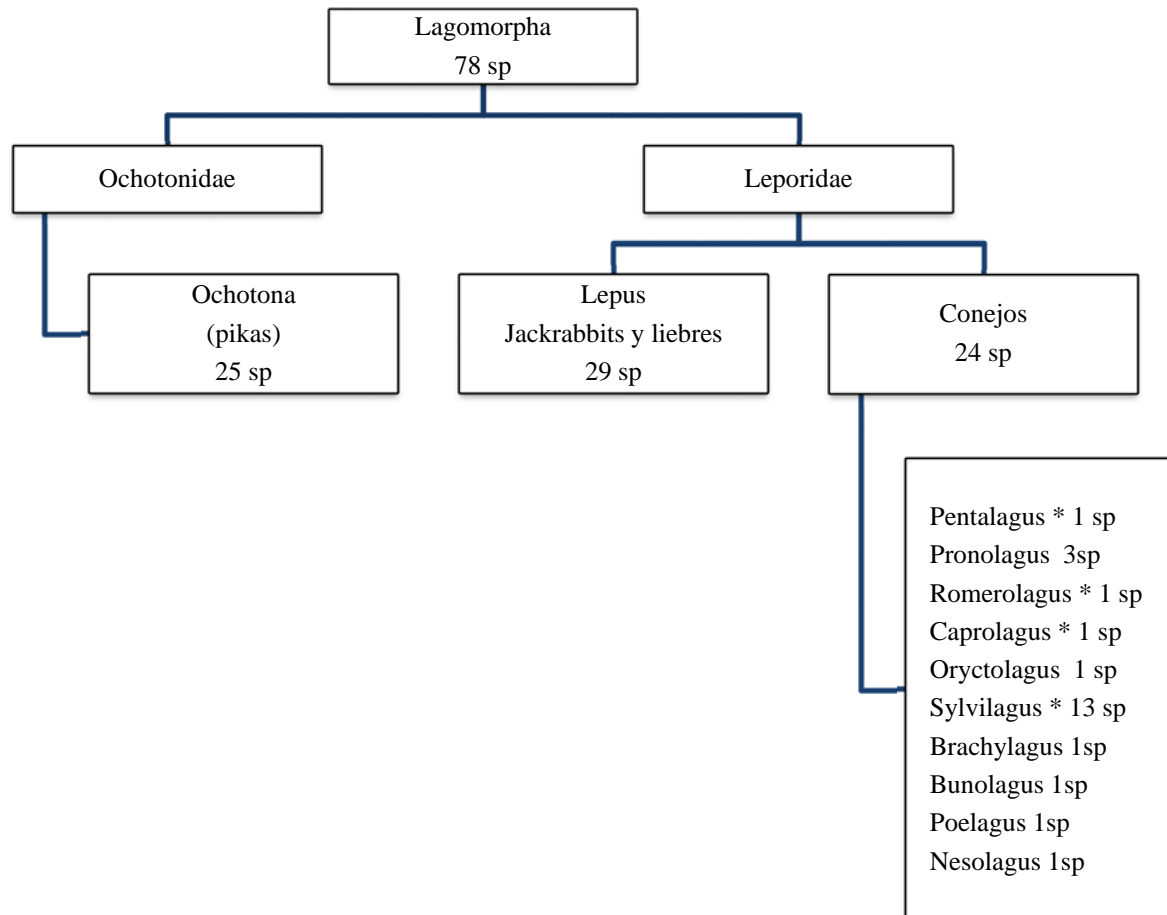 Lagomorpha
78 sp
Ochotonidae
Leporidae
Ochotona
(pikas)
25 sp
Lepus
Jackrabbits y liebres
29 sp
Conejos
24 sp
Pentalagus * 1 sp
Pronolagus  3sp
Romerolagus * 1 sp
Caprolagus * 1 sp
Oryctolagus  1 sp
Sylvilagus * 13 sp
Brachylagus 1sp
Bunolagus 1sp
Poelagus 1sp
Nesolagus 1sp